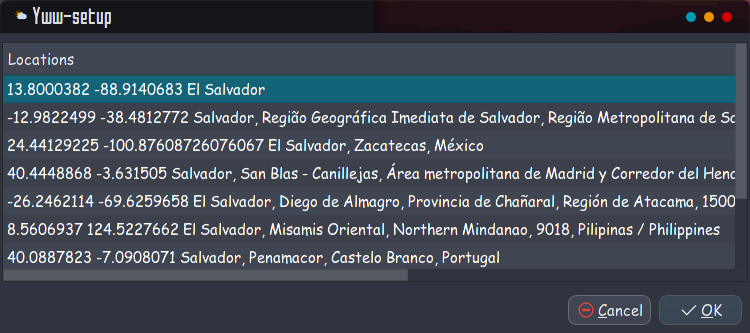 Yww-setup
Locations
13.8000382 -88.9140683 El Salvador
-12.9822499 -38.4812772 Salvador, Região Geográfica Imediata de Salvador, Região Metropolitana de
24.44129225 -100.87608726076067 El Salvador, Zacatecas, México
40.4448868 -3.631505 Salvador, San Blas - Canillejas, Área metropolitana de Madrid y Corredor del
-26.2462114 -69.6259658 El Salvador, Diego de Almagro, Provincia de Chañaral, Región de Atacama, 1500
8.5606937 124.5227662 El Salvador, Misamis Oriental, Northern Mindanao, 9018, Pilipinas / Philippines
40.0887823 -7.0908071 Salvador, Penamacor, Castelo Branco, Portugal
Cancel
OK